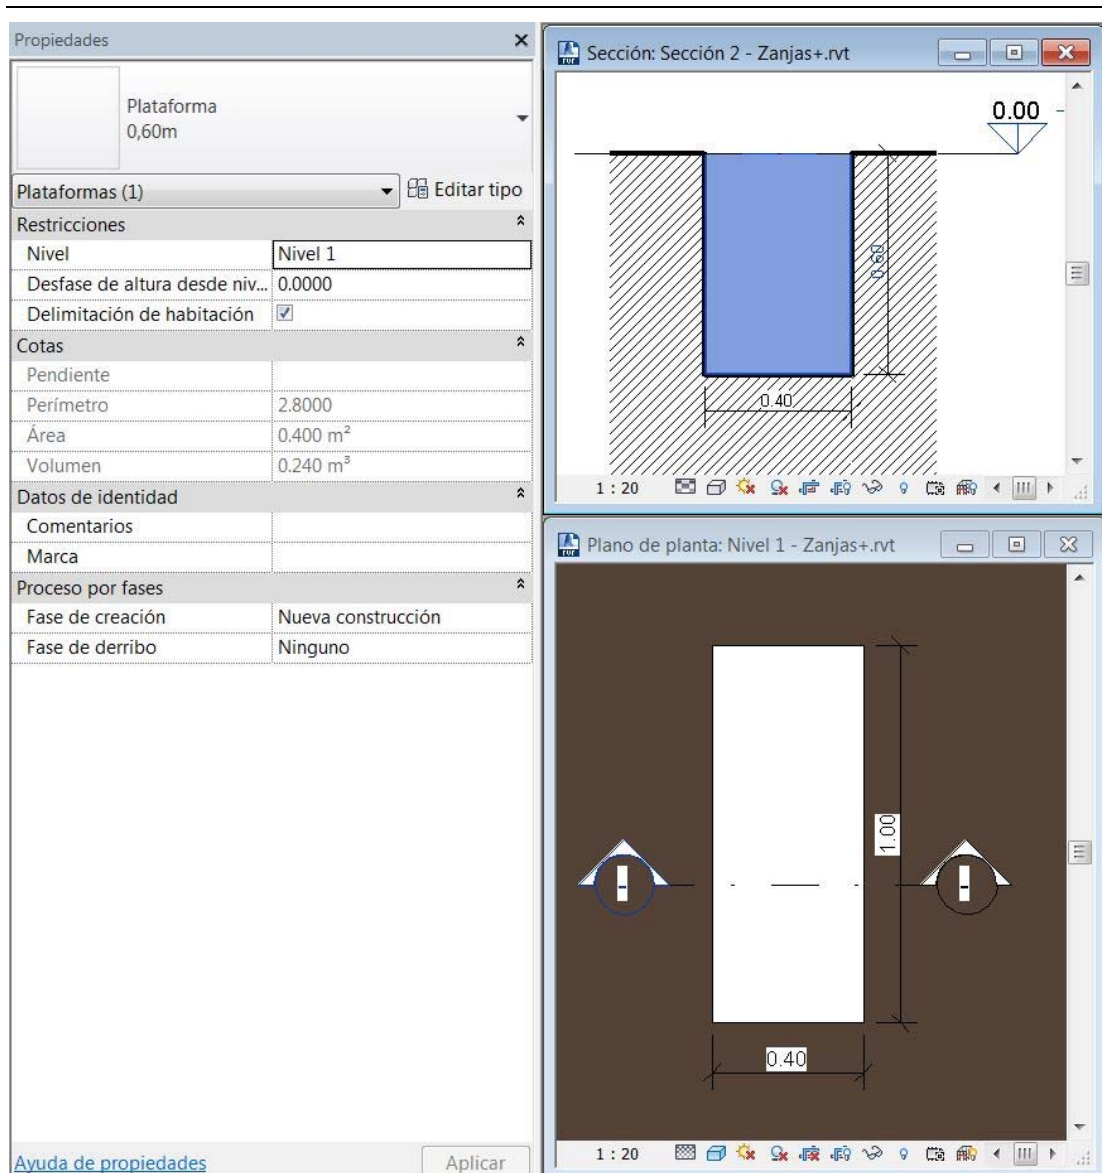 Propiedades
Plataforma
0,60m
Plataformas (1)
Editar tipo
Restricciones
Nivel Nivel 1
Desfase de altura desde niv... 0.0000
Delimitación de habitación
Cotas
Pendiente
Perímetro 2.8000
Área 0.400 m²
Volumen 0.240 m³
Datos de identidad
Comentarios
Marca
Proceso por fases
Fase de creación Nueva construcción
Fase de derribo Ninguno
Ayuda de propiedades
Aplicar
Sección: Sección 2 - Zanjas+.rvt
0.00
0.60
0.40
1 : 20
Plano de planta: Nivel 1 - Zanjas+.rvt
1.00
0.40
1 : 20